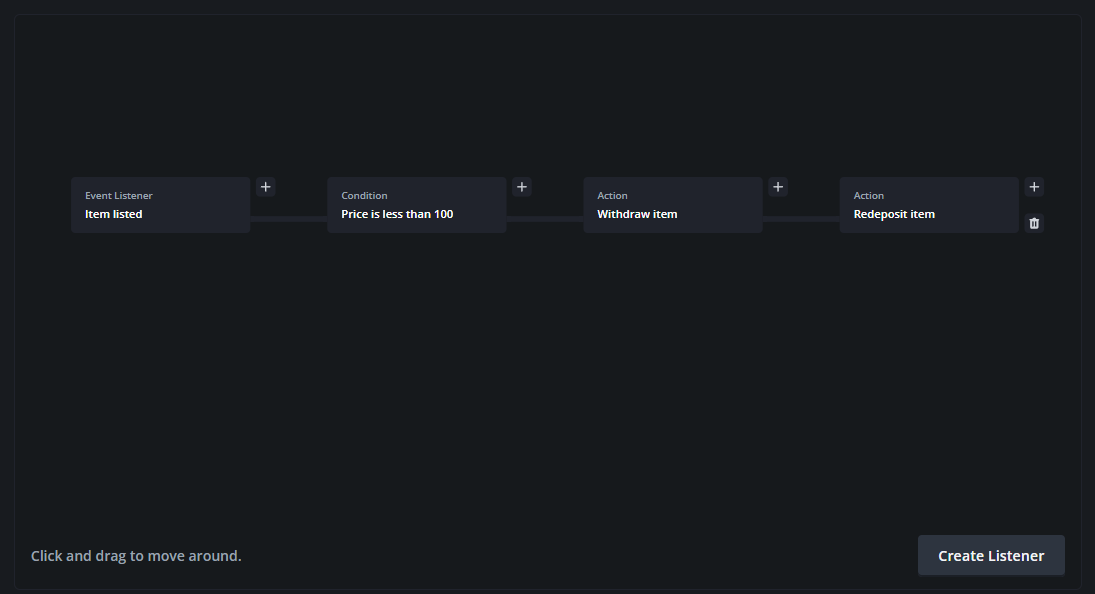 Event Listener
Item listed
Condition
Price is less than 100
Action
Withdraw item
Action
Redeposit item
Click and drag to move around.
Create Listener